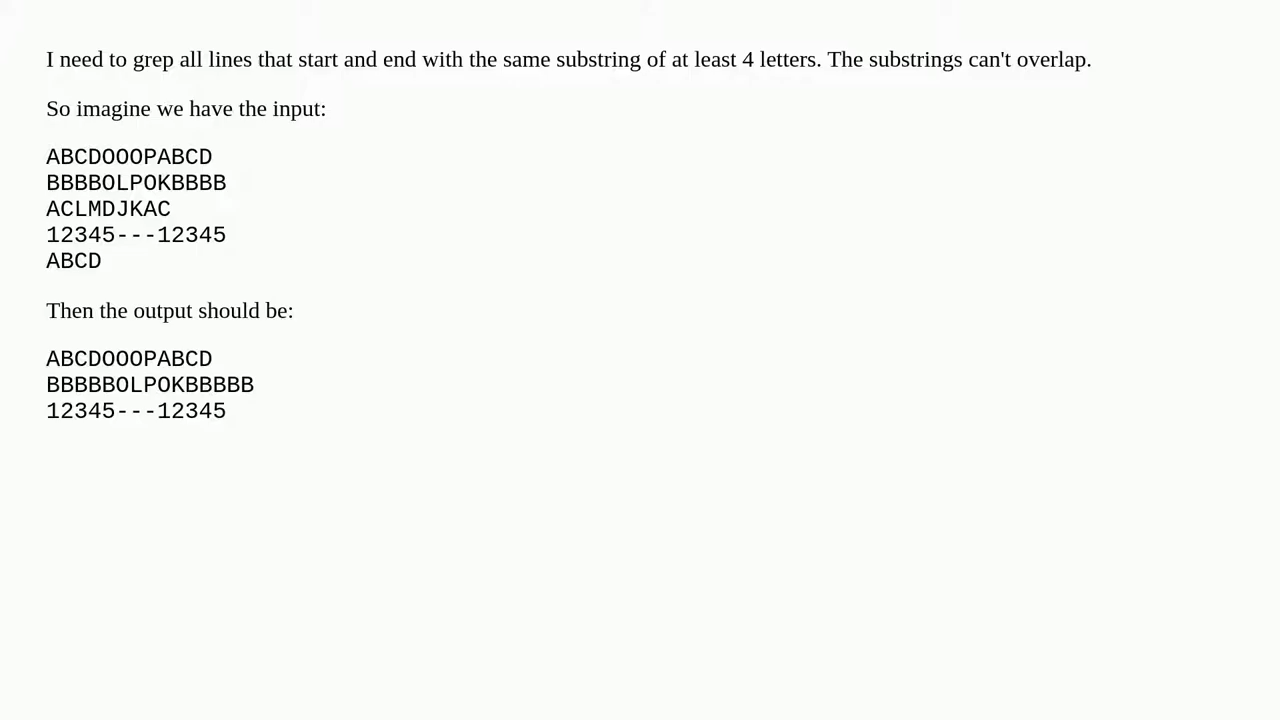 I need to grep all lines that start and end with the same substring of at least 4 letters. The substrings can't overlap.
So imagine we have the input:
ABCDOOOPABCD
BBBBOLPOKBBBB
ACLMDJKAC
12345---12345
ABCD
Then the output should be:
ABCDOOOPABCD
BBBBBOLPOKBBBBB
12345---12345